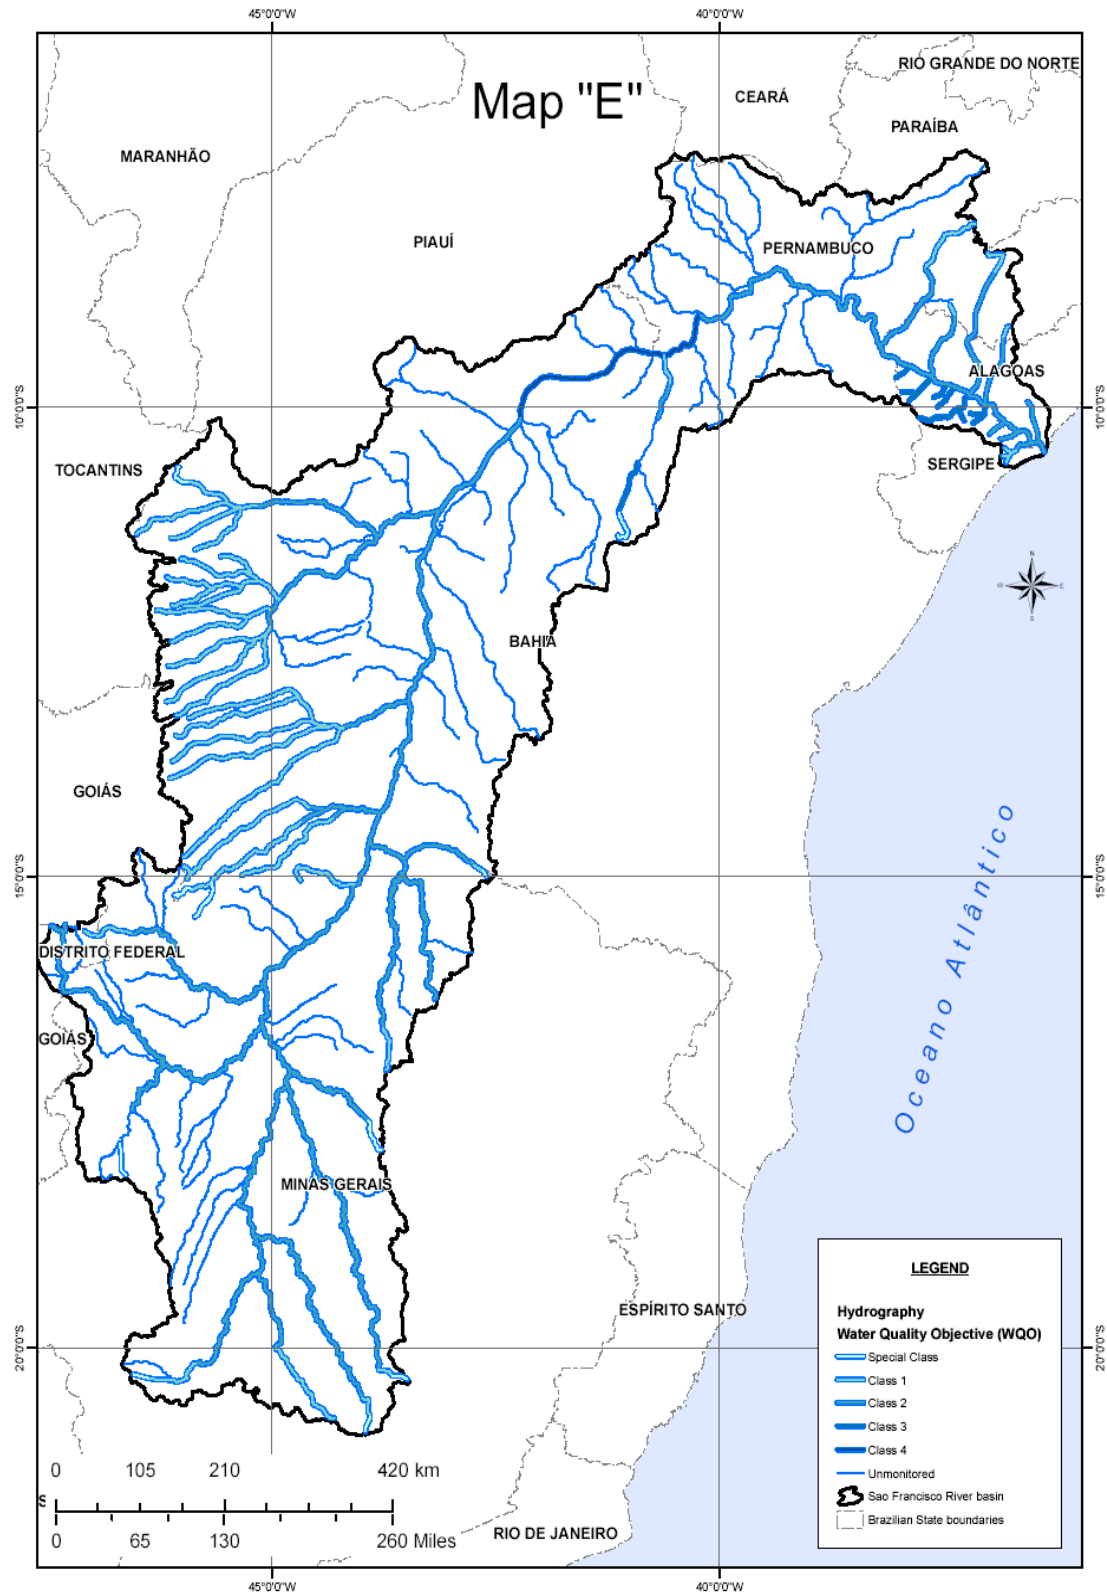 45°0'0"W
40°0'0"W
RIO GRANDE DO NORTE
Map "E"
CEARÁ
PARAÍBA
MARANHÃO
PIAUÍ
PERNAMBUCO
ALAGOAS
10°0'0"S
10°0'0"S
TOCANTINS
SERGIPE
N
W
E
S
BAHIA
GOIÁS
Oceano Atlântico
15°0'0"S
15°0'0"S
DISTRITO FEDERAL
GOIÁS
MINAS GERAIS
ESPÍRITO SANTO
20°0'0"S
20°0'0"S
LEGEND
Hydrography
Water Quality Objective (WQO)
Special Class
Class 1
Class 2
Class 3
Class 4
Unmonitored
Sao Francisco River basin
Brazilian State boundaries
0 105 210 420 km
S
0 65 130 260 Miles
RIO DE JANEIRO
45°0'0"W
40°0'0"W